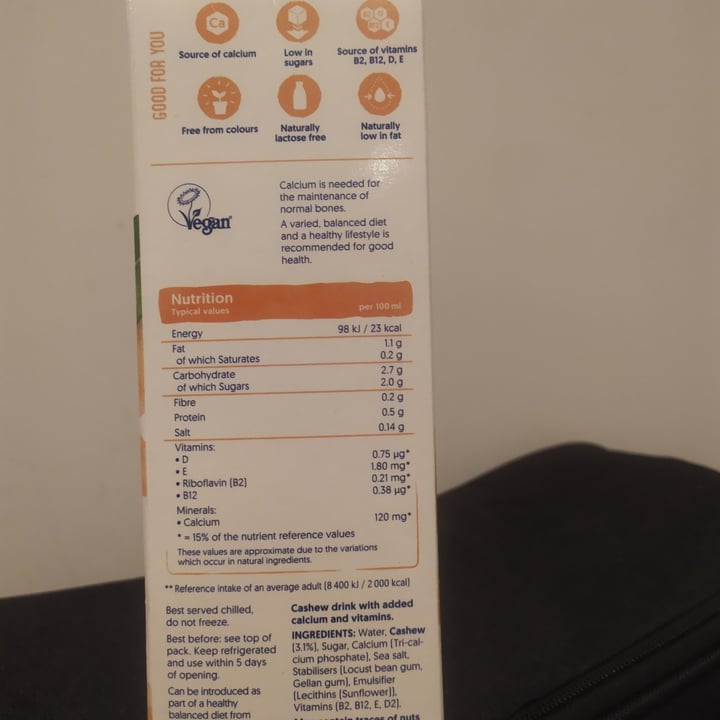 GOOD FOR YOU
Ca
Source of calcium
Low in
sugars
B2 D
B12 E
Source of vitamins
B2, B12, D, E
Free from colours
Naturally
lactose free
Naturally
low in fat
Vegan
Calcium is needed for
the maintenance of
normal bones.
A varied, balanced diet
and a healthy lifestyle is
recommended for good
health.
Nutrition
Typical values per 100 ml
Energy 98 kJ / 23 kcal
Fat 1.1 g
of which Saturates 0.2 g
Carbohydrate 2.7 g
of which Sugars 2.0 g
Fibre 0.2 g
Protein 0.5 g
Salt 0.14 g
Vitamins:
• D 0.75 µg*
• E 1.80 mg*
• Riboflavin (B2) 0.21 mg*
• B12 0.38 µg*
Minerals:
• Calcium 120 mg*
* = 15% of the nutrient reference values
These values are approximate due to the variations
which occur in natural ingredients.
** Reference intake of an average adult (8 400 kJ / 2 000 kcal)
Best served chilled,
do not freeze.
Best before: see top of
pack. Keep refrigerated
and use within 5 days
of opening.
Can be introduced as
part of a healthy
balanced diet from
Cashew drink with added
calcium and vitamins.
INGREDIENTS: Water, Cashew
(3.1%), Sugar, Calcium (Tri-cal-
cium phosphate), Sea salt,
Stabilisers (Locust bean gum,
Gellan gum), Emulsifier
(Lecithins (Sunflower)),
Vitamins (B2, B12, E, D2).
May contain traces of nuts